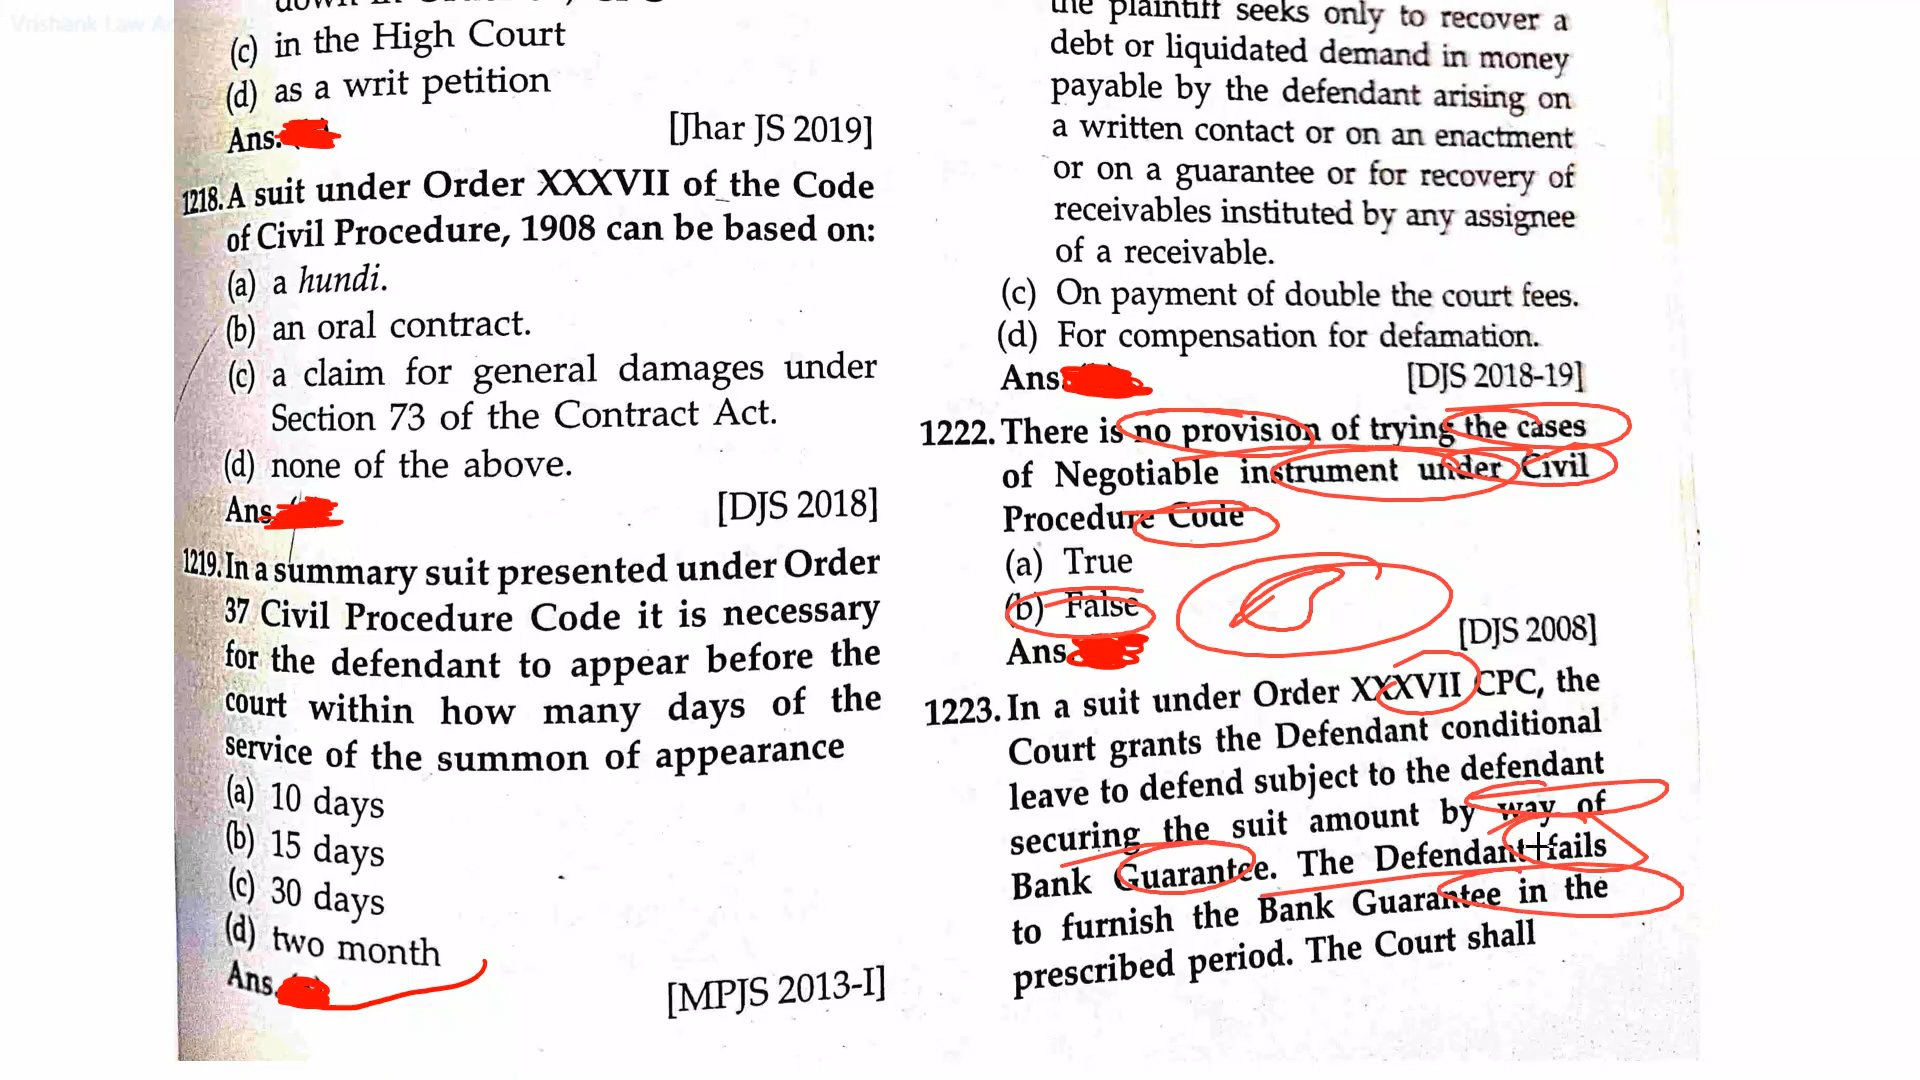 Vrishank Law Academy
(c) in the High Court
(d) as a writ petition
Ans. [Jhar JS 2019]
1218. A suit under Order XXXVII of the Code
of Civil Procedure, 1908 can be based on:
(a) a hundi.
(b) an oral contract.
(c) a claim for general damages under
Section 73 of the Contract Act.
(d) none of the above.
Ans. [DJS 2018]
1219. In a summary suit presented under Order
37 Civil Procedure Code it is necessary
for the defendant to appear before the
court within how many days of the
service of the summon of appearance
(a) 10 days
(b) 15 days
(c) 30 days
(d) two month
Ans. [MPJS 2013-I]
the plaintiff seeks only to recover a
debt or liquidated demand in money
payable by the defendant arising on
a written contact or on an enactment
or on a guarantee or for recovery of
receivables instituted by any assignee
of a receivable.
(c) On payment of double the court fees.
(d) For compensation for defamation.
Ans. [DJS 2018-19]
1222. There is no provision of trying the cases
of Negotiable instrument under Civil
Procedure Code
(a) True
(b) False
[DJS 2008]
Ans.
1223. In a suit under Order XXXVII CPC, the
Court grants the Defendant conditional
leave to defend subject to the defendant
securing the suit amount by way of
Bank Guarantee. The Defendant fails
to furnish the Bank Guarantee in the
prescribed period. The Court shall